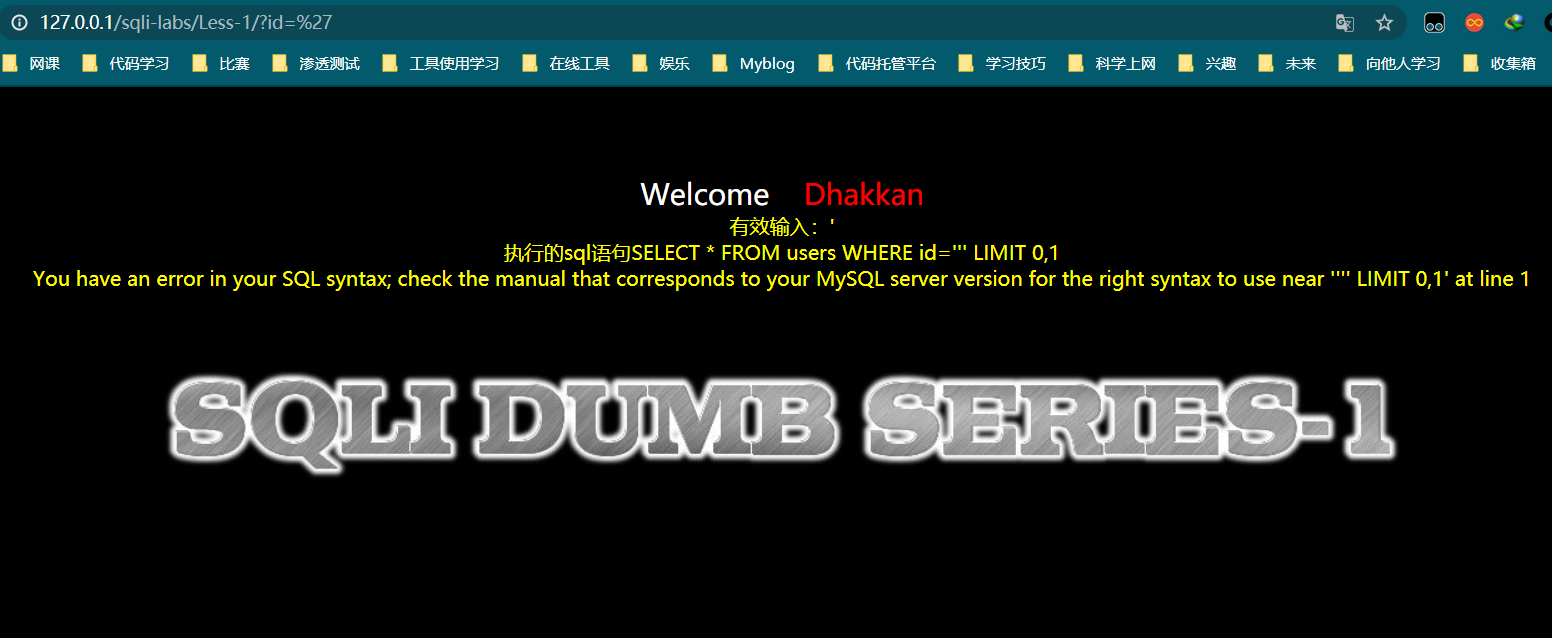 127.0.0.1/sqli-labs/Less-1/?id=%27
网课 代码学习 比赛 渗透测试 工具使用学习 在线工具 娱乐 Myblog 代码托管平台 学习技巧 科学上网 兴趣 未来 向他人学习 收集箱
Welcome Dhakkan
有效输入：'
执行的sql语句SELECT * FROM users WHERE id=''' LIMIT 0,1
You have an error in your SQL syntax; check the manual that corresponds to your MySQL server version for the right syntax to use near '''' LIMIT 0,1' at line 1
SQLI DUMB SERIES-1